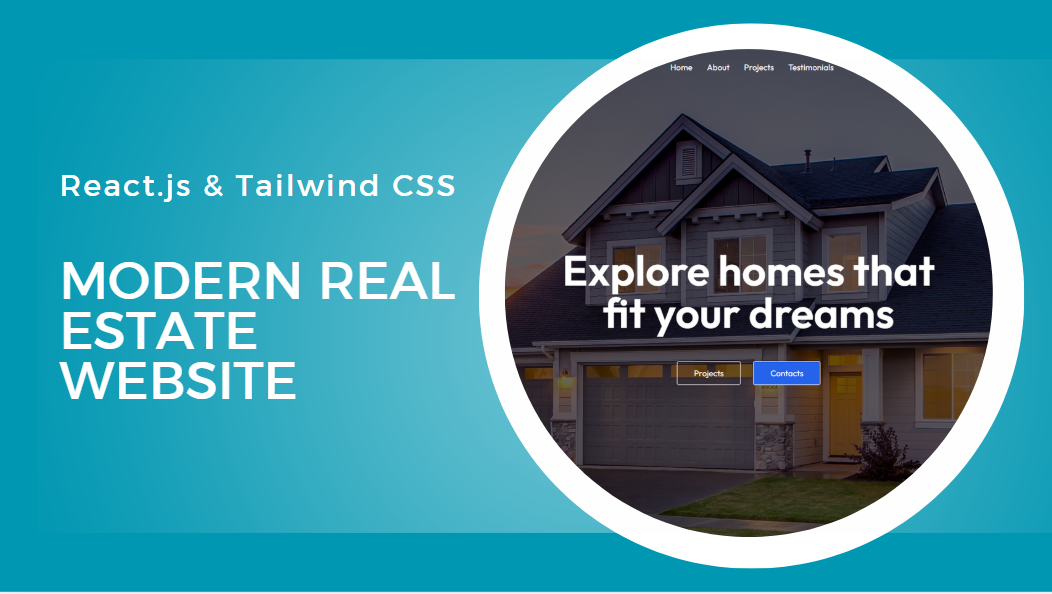 React.js & Tailwind CSS
MODERN REAL
ESTATE
WEBSITE
Home About Projects Testimonials
Explore homes that
fit your dreams
Projects Contacts